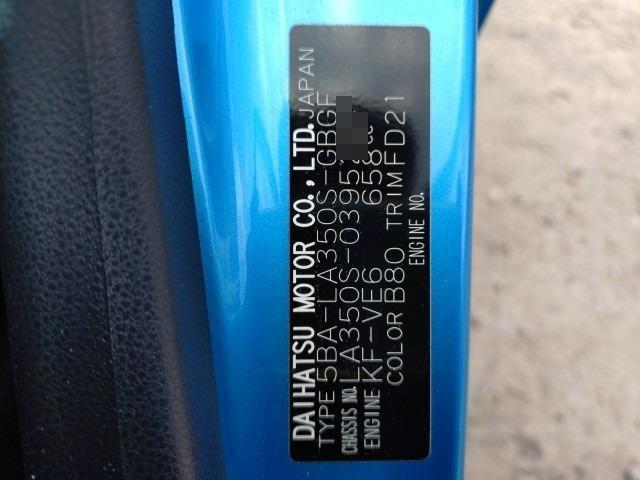 DAIHATSU MOTOR CO., LTD. JAPAN
TYPE 5BA-LA350S-GBGF
CHASSIS NO. LA350S-0395
ENGINE KF-VE6 658cc
COLOR B80 TRIM FD21
ENGINE NO.